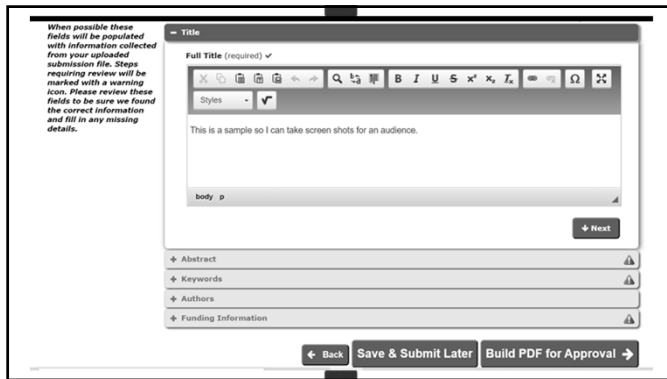 When possible these
fields will be populated
with information collected
from your uploaded
submission file. Steps
requiring review will be
marked with a warning
icon. Please review these
fields to be sure we found
the correct information
and fill in any missing
details.
Title
Full Title (required)
B I U S x² x₂ Tx Ω
Styles √
This is a sample so I can take screen shots for an audience.
body p
Next
Abstract
Keywords
Authors
Funding Information
Back Save & Submit Later Build PDF for Approval